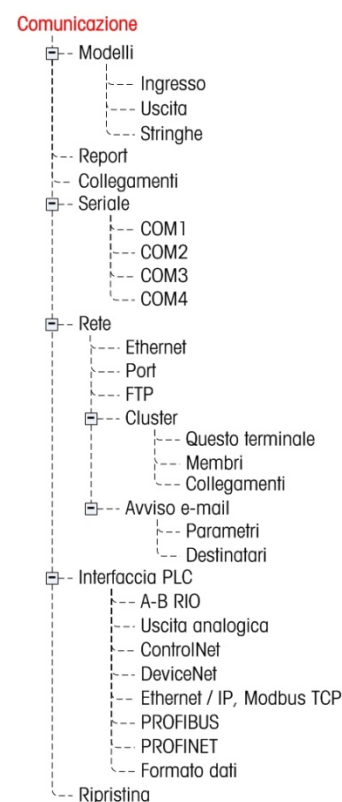 Comunicazione
Modelli
Ingresso
Uscita
Stringhe
Report
Collegamenti
Seriale
COM1
COM2
COM3
COM4
Rete
Ethernet
Port
FTP
Cluster
Questo terminale
Membri
Collegamenti
Avviso e-mail
Parametri
Destinatari
Interfaccia PLC
A-B RIO
Uscita analogica
ControlNet
DeviceNet
Ethernet / IP, Modbus TCP
PROFIBUS
PROFINET
Formato dati
Ripristina